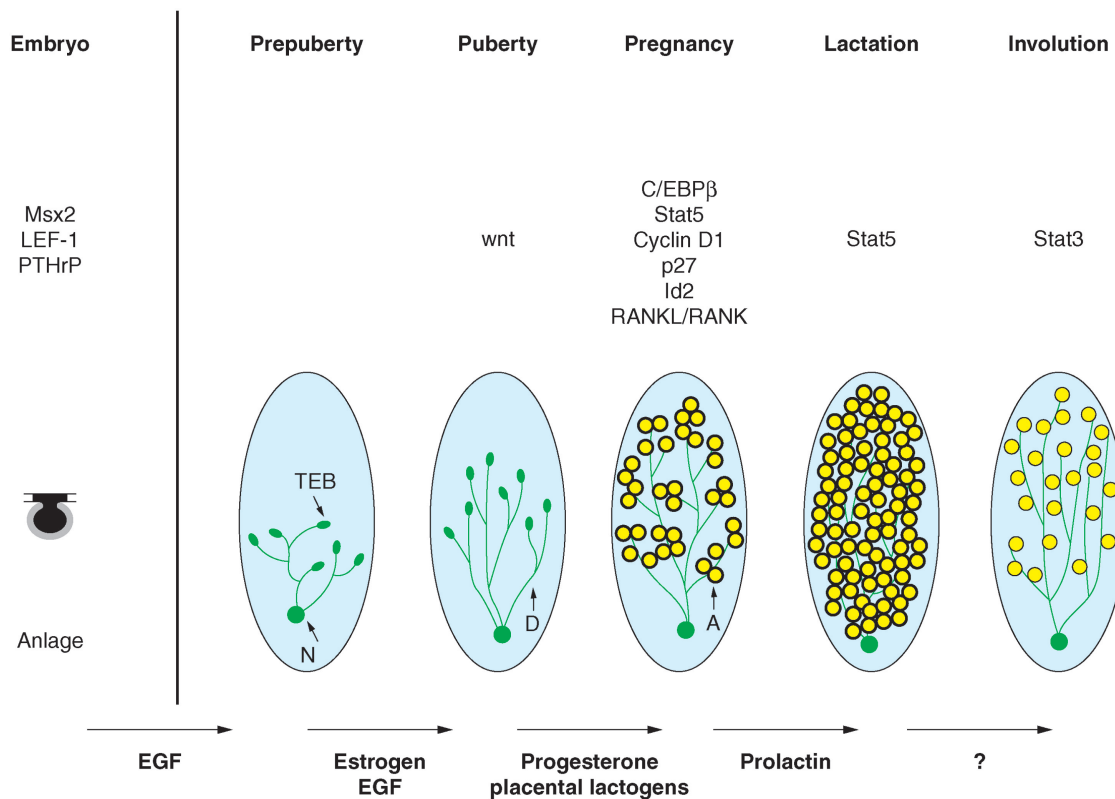 Embryo
Prepuberty
Puberty
Pregnancy
Lactation
Involution
Msx2
LEF-1
PTHrP
wnt
C/EBPβ
Stat5
Cyclin D1
p27
Id2
RANKL/RANK
Stat5
Stat3
TEB
N
D
A
Anlage
EGF
Estrogen
EGF
Progesterone
placental lactogens
Prolactin
?